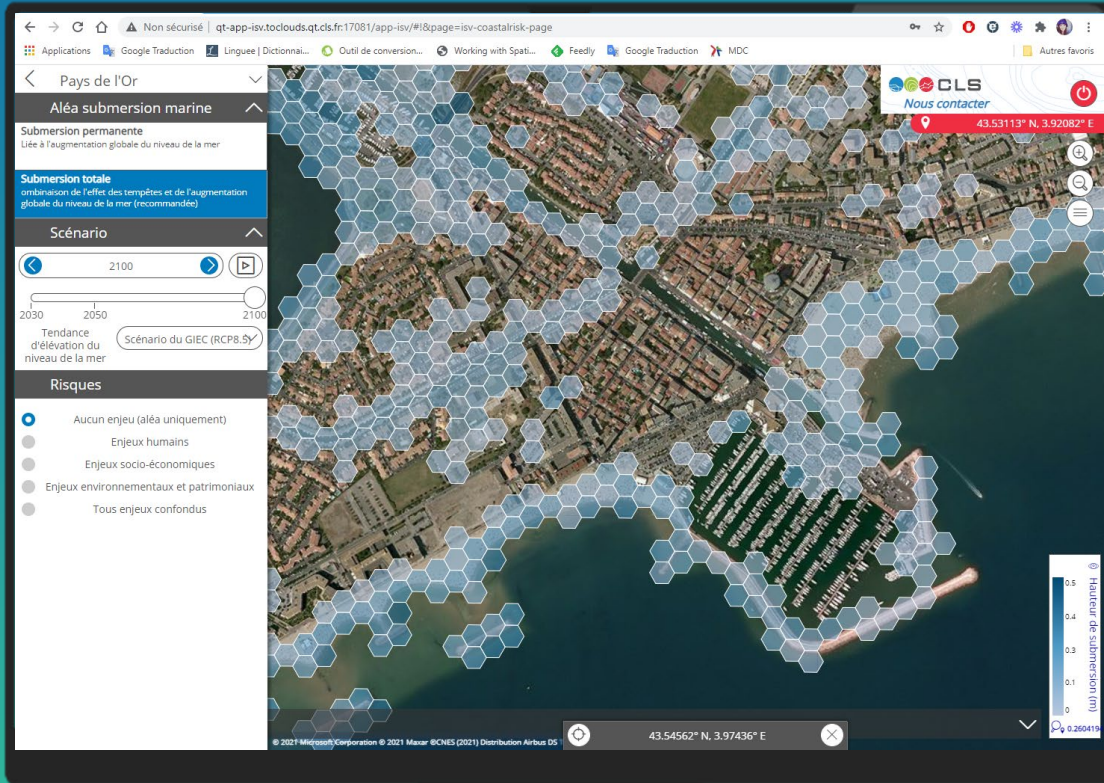 Non sécurisé | qt-app-isv.toclouds.qt.cls.fr:17081/app-isv/#!8&page=isv-coastalrisk-page
Applications Google Traduction Linguee | Dictionnai... Outil de conversion... Working with Spati... Feedly Google Traduction MDC Autres favoris
Pays de l'Or
Aléa submersion marine
Submersion permanente
Liée à l'augmentation globale du niveau de la mer
Submersion totale
ombinaison de l'effet des tempêtes et de l'augmentation
globale du niveau de la mer (recommandée)
Scénario
2100
2030 2050 2100
Tendance
d'élévation du
niveau de la mer
Scénario du GIEC (RCP8.5)
Risques
Aucun enjeu (aléa uniquement)
Enjeux humains
Enjeux socio-économiques
Enjeux environnementaux et patrimoniaux
Tous enjeux confondus
CLS
Nous contacter
43.53113° N, 3.92082° E
Hauteur de submersion (m)
0.5
0.4
0.3
0.1
0
0.2604194
43.54562° N, 3.97436° E
© 2021 Microsoft Corporation © 2021 Maxar ©CNES (2021) Distribution Airbus DS